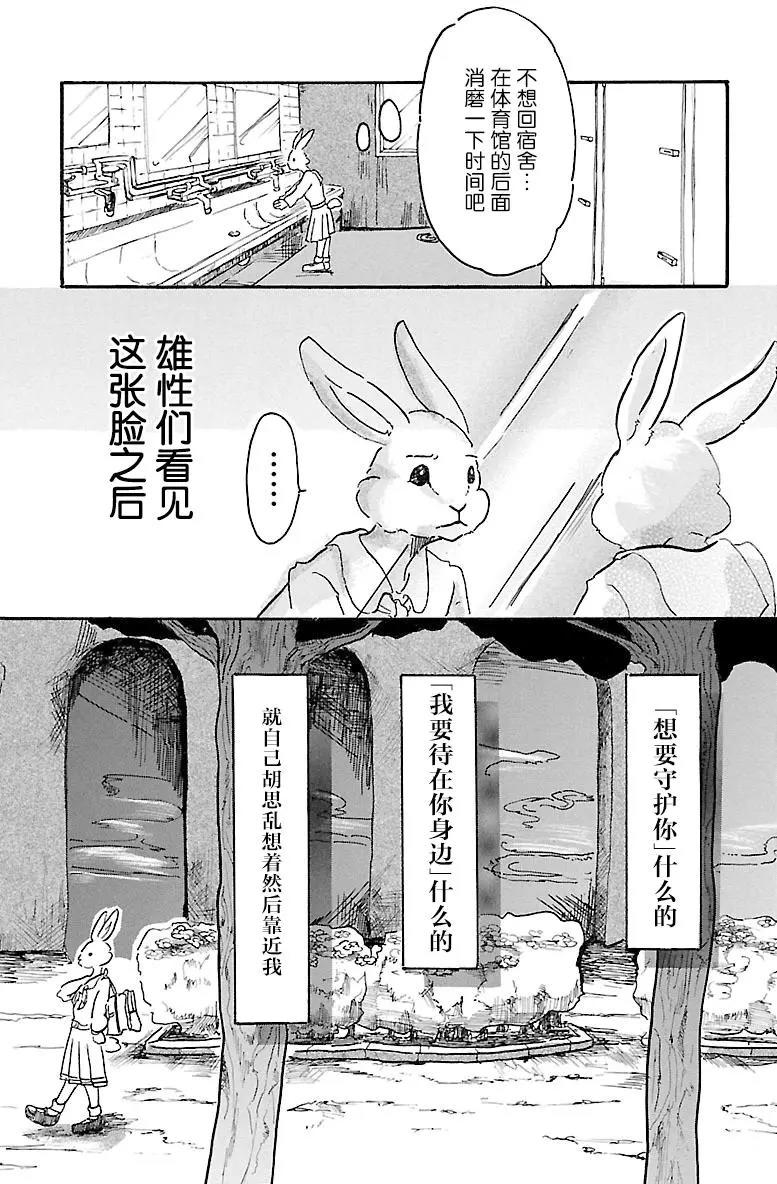 不想回宿舍…
在体育馆的后面
消磨一下时间吧
……
雄性们看见
这张脸之后
「想要守护你」什么的
「我要待在你身边」什么的
就自己胡思乱想着然后靠近我